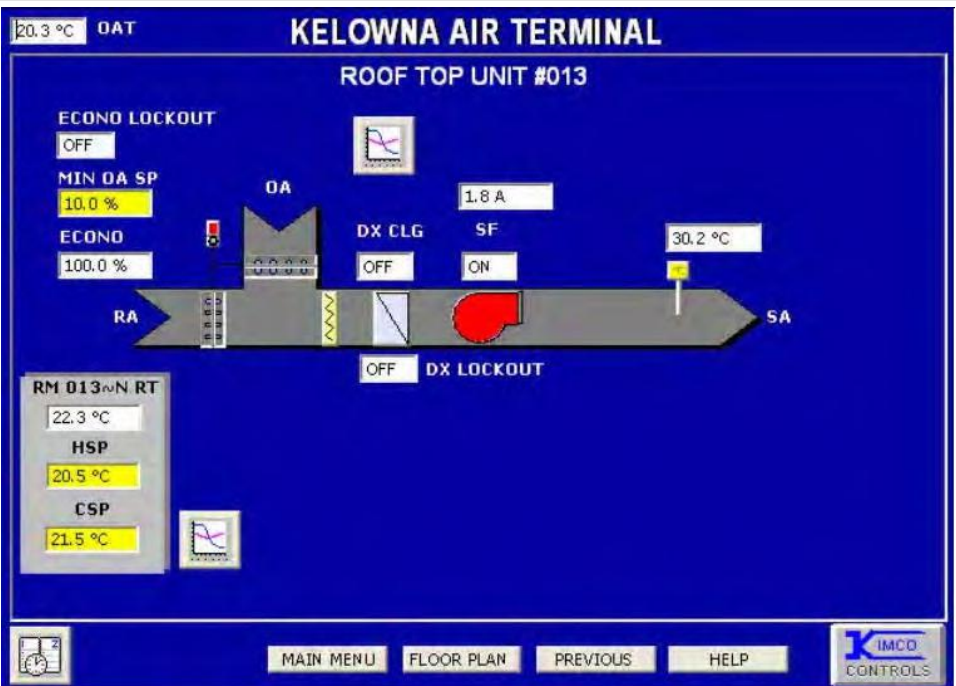 20.3 °C OAT
KELOWNA AIR TERMINAL
ROOF TOP UNIT #013
ECONO LOCKOUT
OFF
MIN OA SP
10.0 %
OA
1.8 A
ECONO
DX CLG
SF
100.0 %
OFF
ON
30.2 °C
°C
RA
SA
OFF DX LOCKOUT
RM 013~N RT
22.3 °C
HSP
20.5 °C
CSP
21.5 °C
1 2
MAIN MENU
FLOOR PLAN
PREVIOUS
HELP
KIMCO
CONTROLS